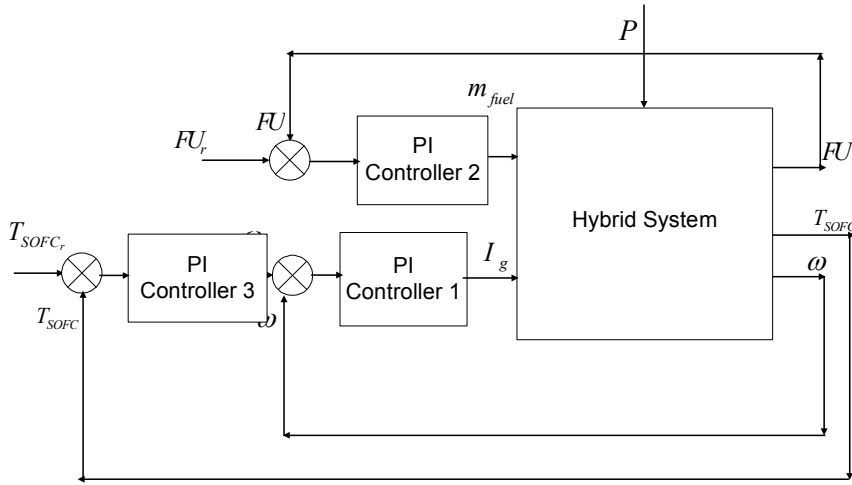 P
m_fuel
FU
FU_r
PI
Controller 2
FU
Hybrid System
T_SOFC
T_SOFC_r
PI
Controller 3
ω
PI
Controller 1
I_g
ω
T_SOFC